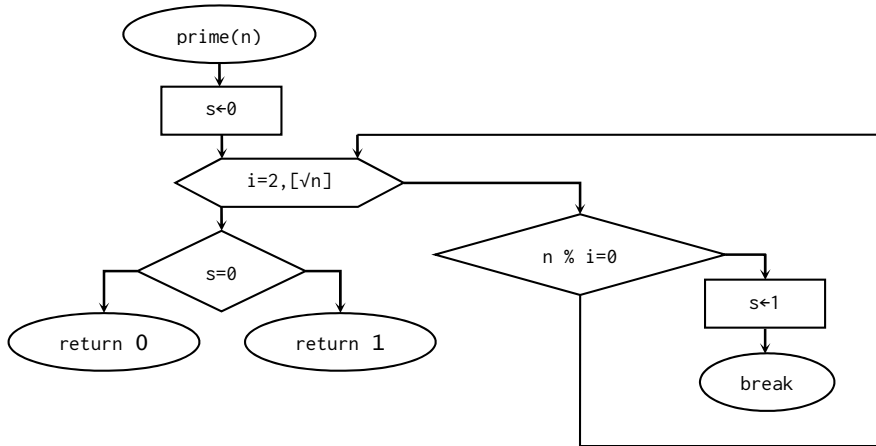 prime(n)
s←0
i=2,[√n]
s=0
n % i=0
return 0
return 1
s←1
break